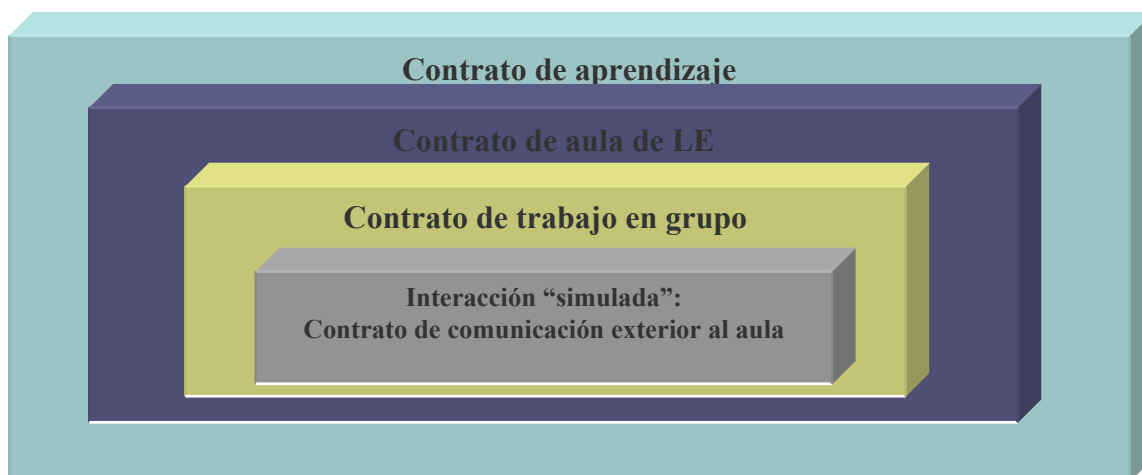 Contrato de aprendizaje
Contrato de aula de LE
Contrato de trabajo en grupo
Interacción “simulada”:
Contrato de comunicación exterior al aula